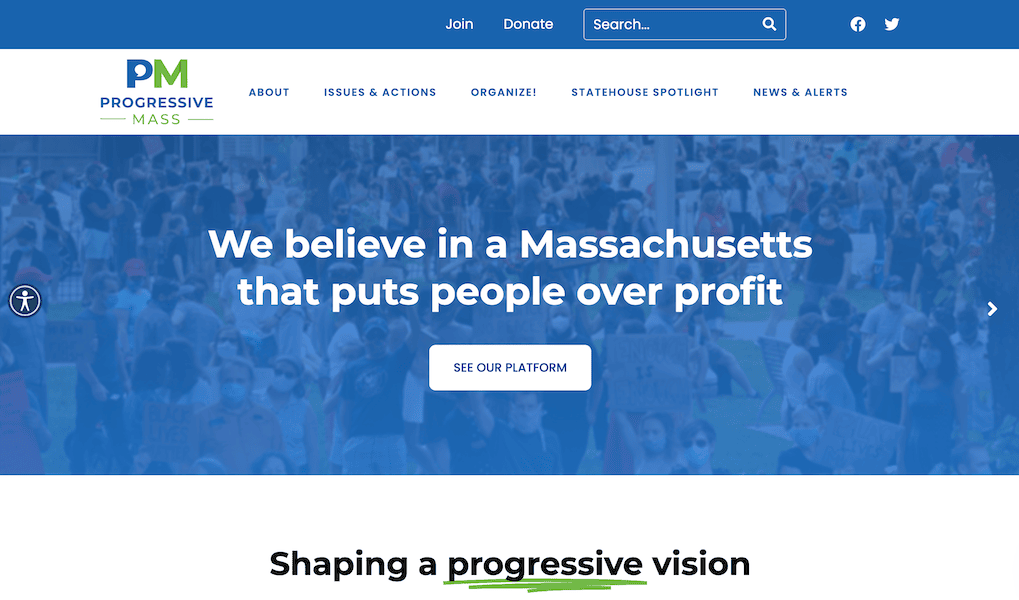 Join Donate Search...
PM
PROGRESSIVE
MASS
ABOUT ISSUES & ACTIONS ORGANIZE! STATEHOUSE SPOTLIGHT NEWS & ALERTS
We believe in a Massachusetts
that puts people over profit
SEE OUR PLATFORM
Shaping a progressive vision